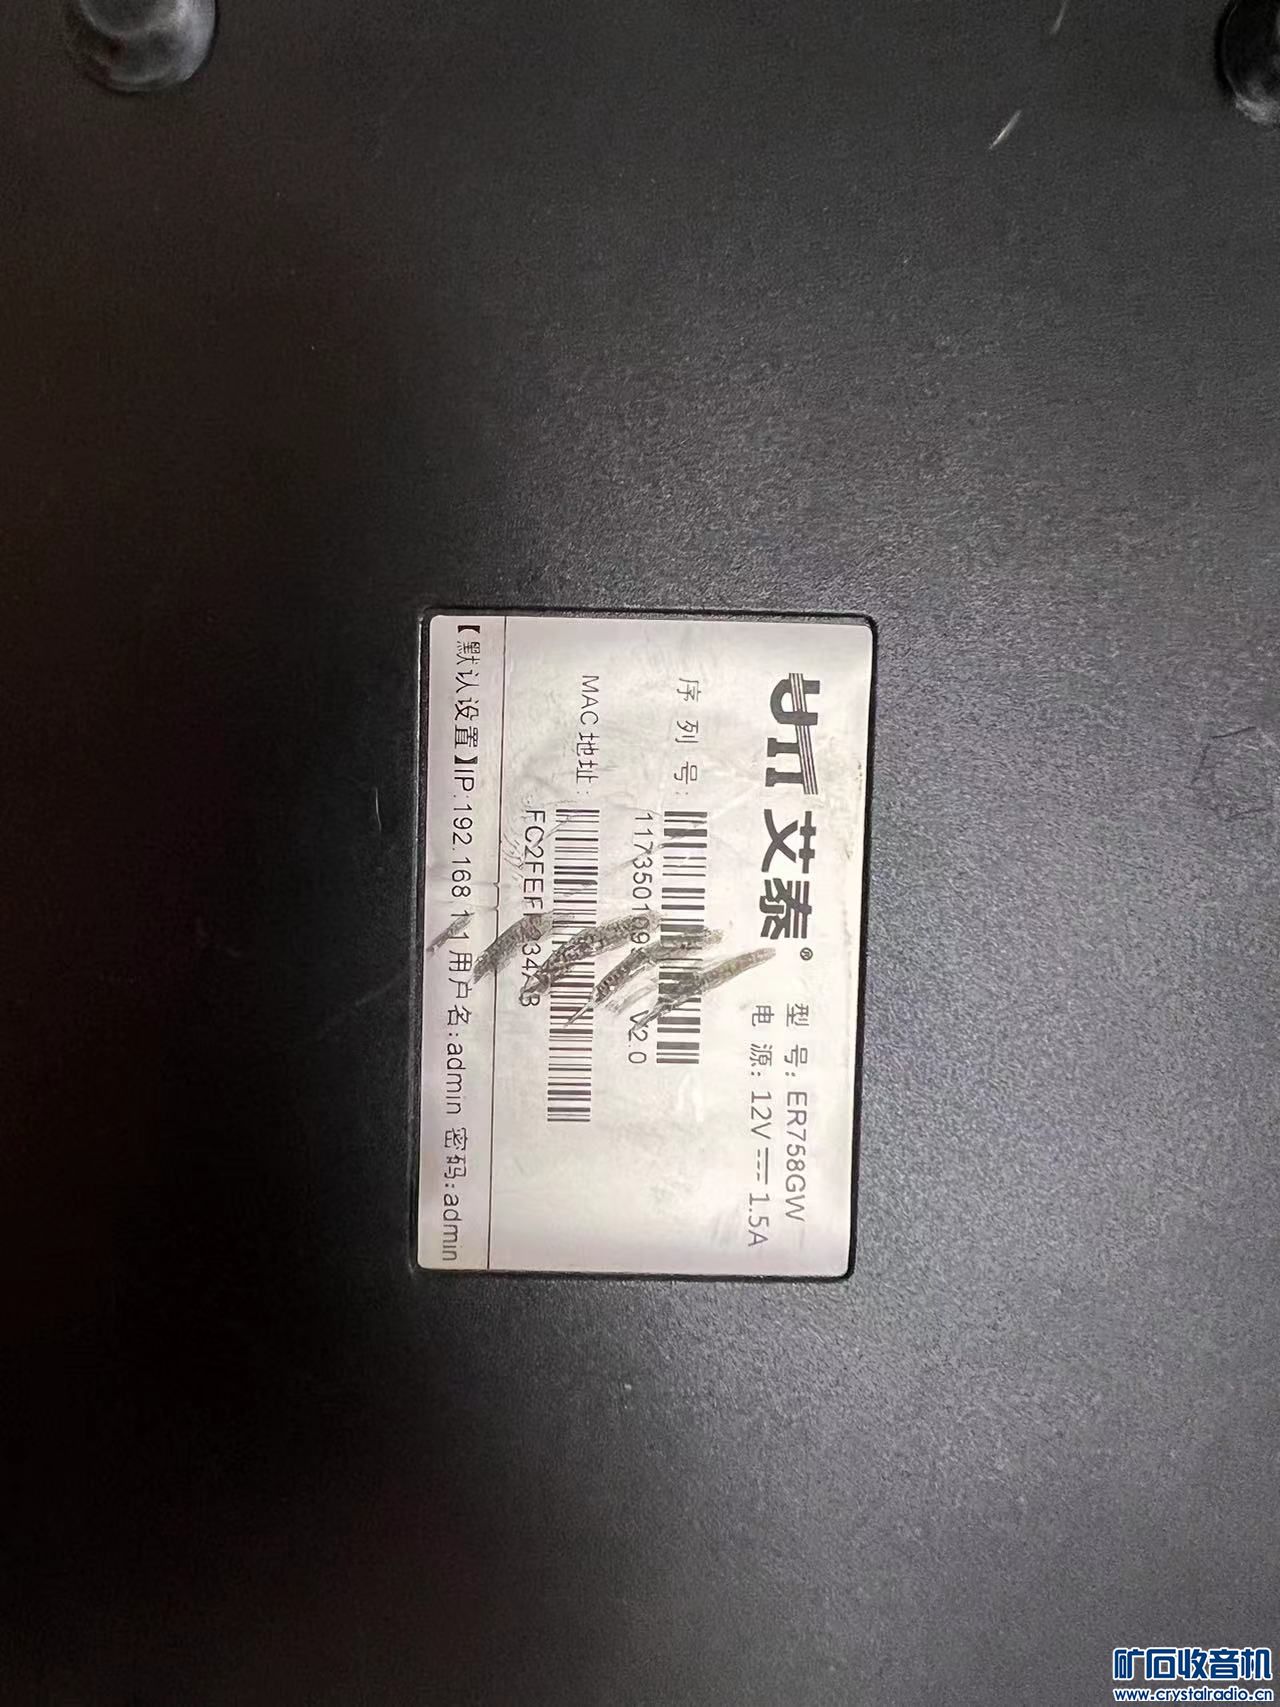 UTT 艾泰®
型号: ER758GW
电源: 12V 1.5A
序列号:
V2.0
MAC地址:
【默认设置】IP:192.168.1.1 用户名:admin 密码:admin
矿石收音机
www.crystalradio.cn